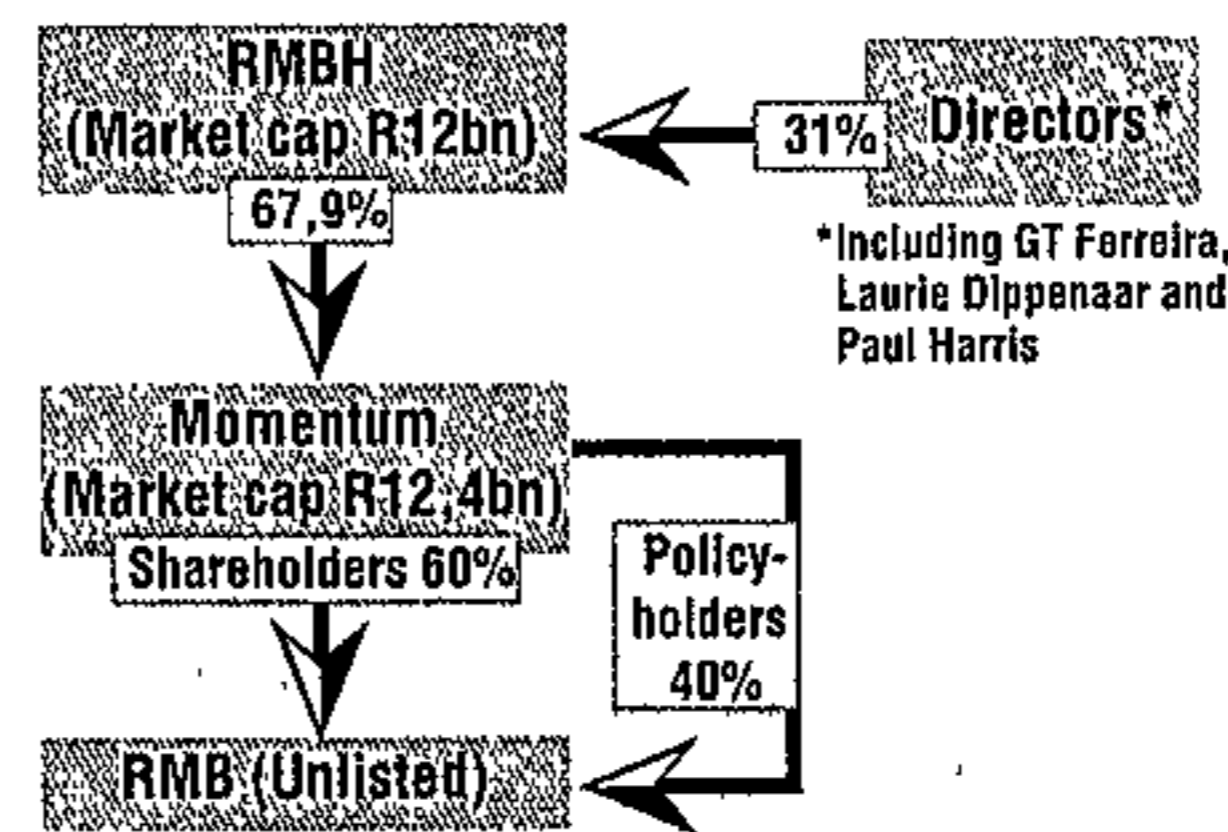 RMBH
(Market cap R12bn)
67,9%
31%
Directors*
*Including GT Ferreira,
Laurie Dippenaar and
Paul Harris
Momentum
(Market cap R12,4bn)
Shareholders 60%
Policy-
holders
40%
RMB (Unlisted)